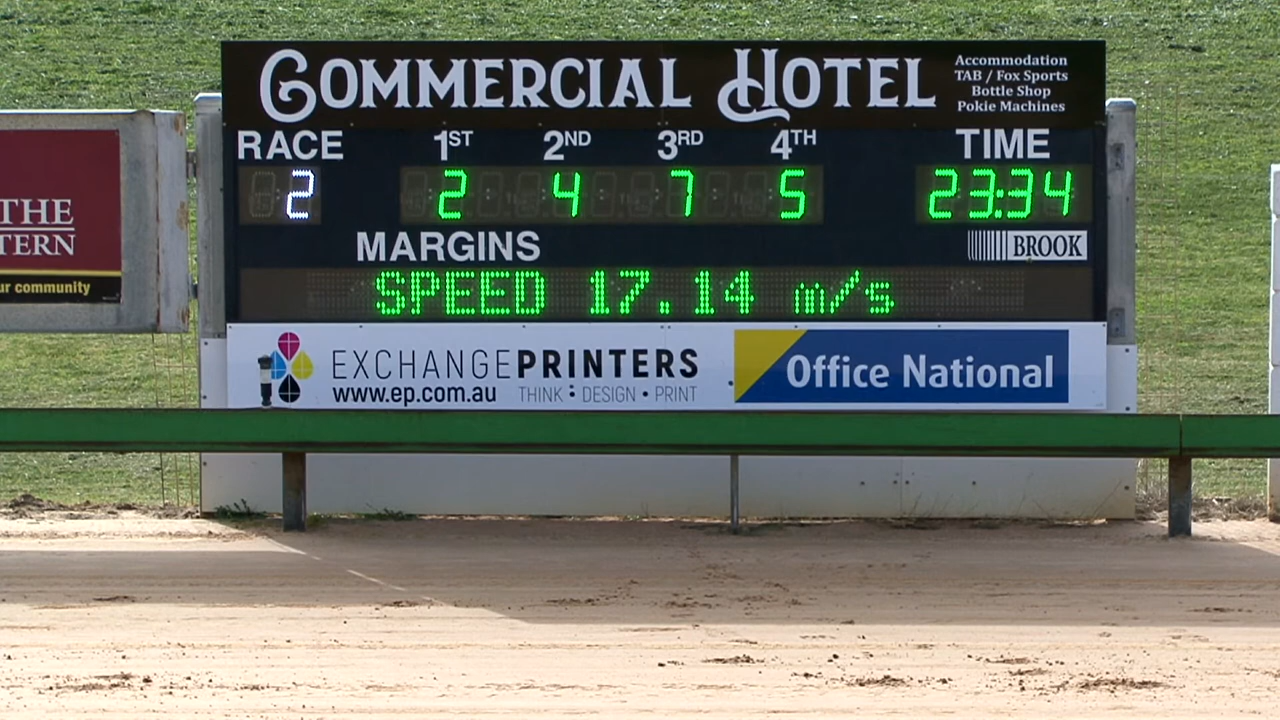 COMMERCIAL HOTEL
Accommodation
TAB / Fox Sports
Bottle Shop
Pokie Machines
RACE 1ST 2ND 3RD 4TH TIME
2 2 4 7 5 23:34
MARGINS
BROOK
SPEED 17.14 m/s
EXCHANGEPRINTERS
www.ep.com.au THINK : DESIGN • PRINT
Office National
THE
TERN
ur community